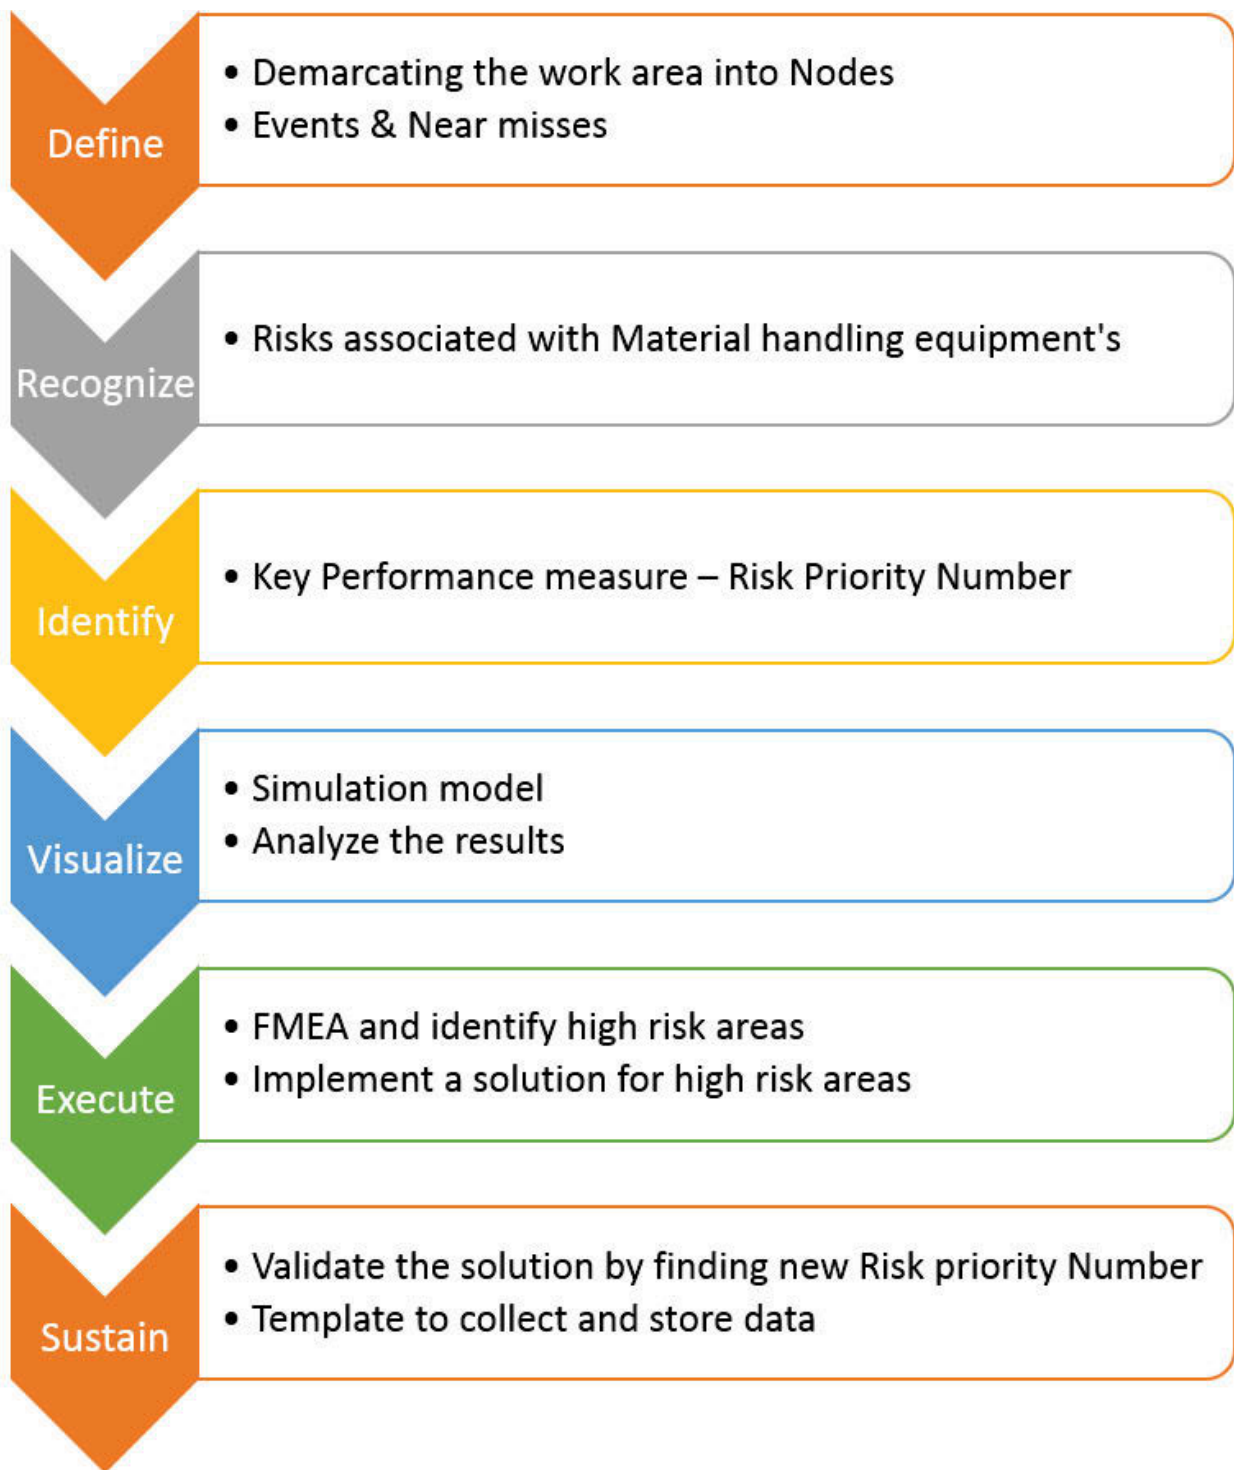 Define
• Demarcating the work area into Nodes
• Events & Near misses
Recognize
• Risks associated with Material handling equipment's
Identify
• Key Performance measure – Risk Priority Number
Visualize
• Simulation model
• Analyze the results
Execute
• FMEA and identify high risk areas
• Implement a solution for high risk areas
Sustain
• Validate the solution by finding new Risk priority Number
• Template to collect and store data